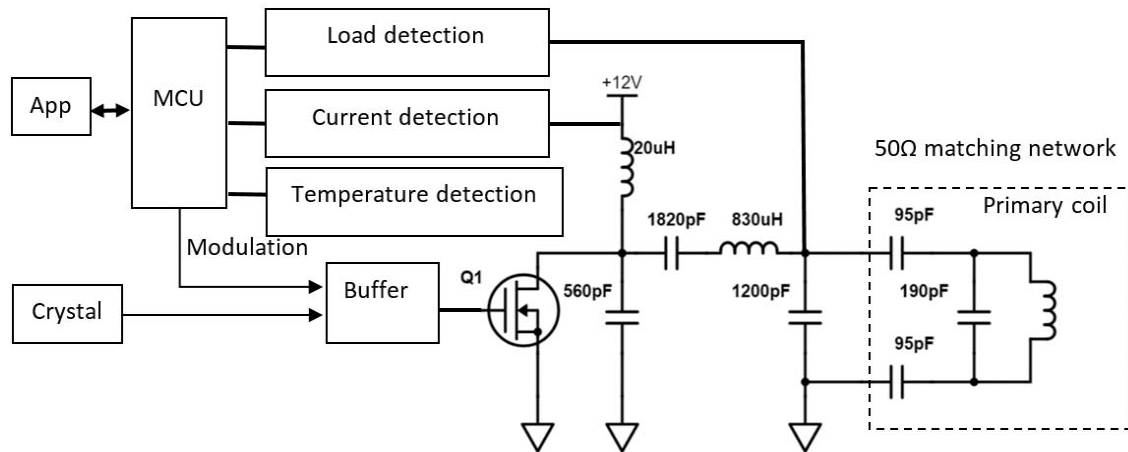 Load detection
+12V
App
MCU
Current detection
20uH
50Ω matching network
Temperature detection
Primary coil
1820pF
830uH
95pF
Modulation
Q1
Buffer
560pF
1200pF
190pF
Crystal
95pF